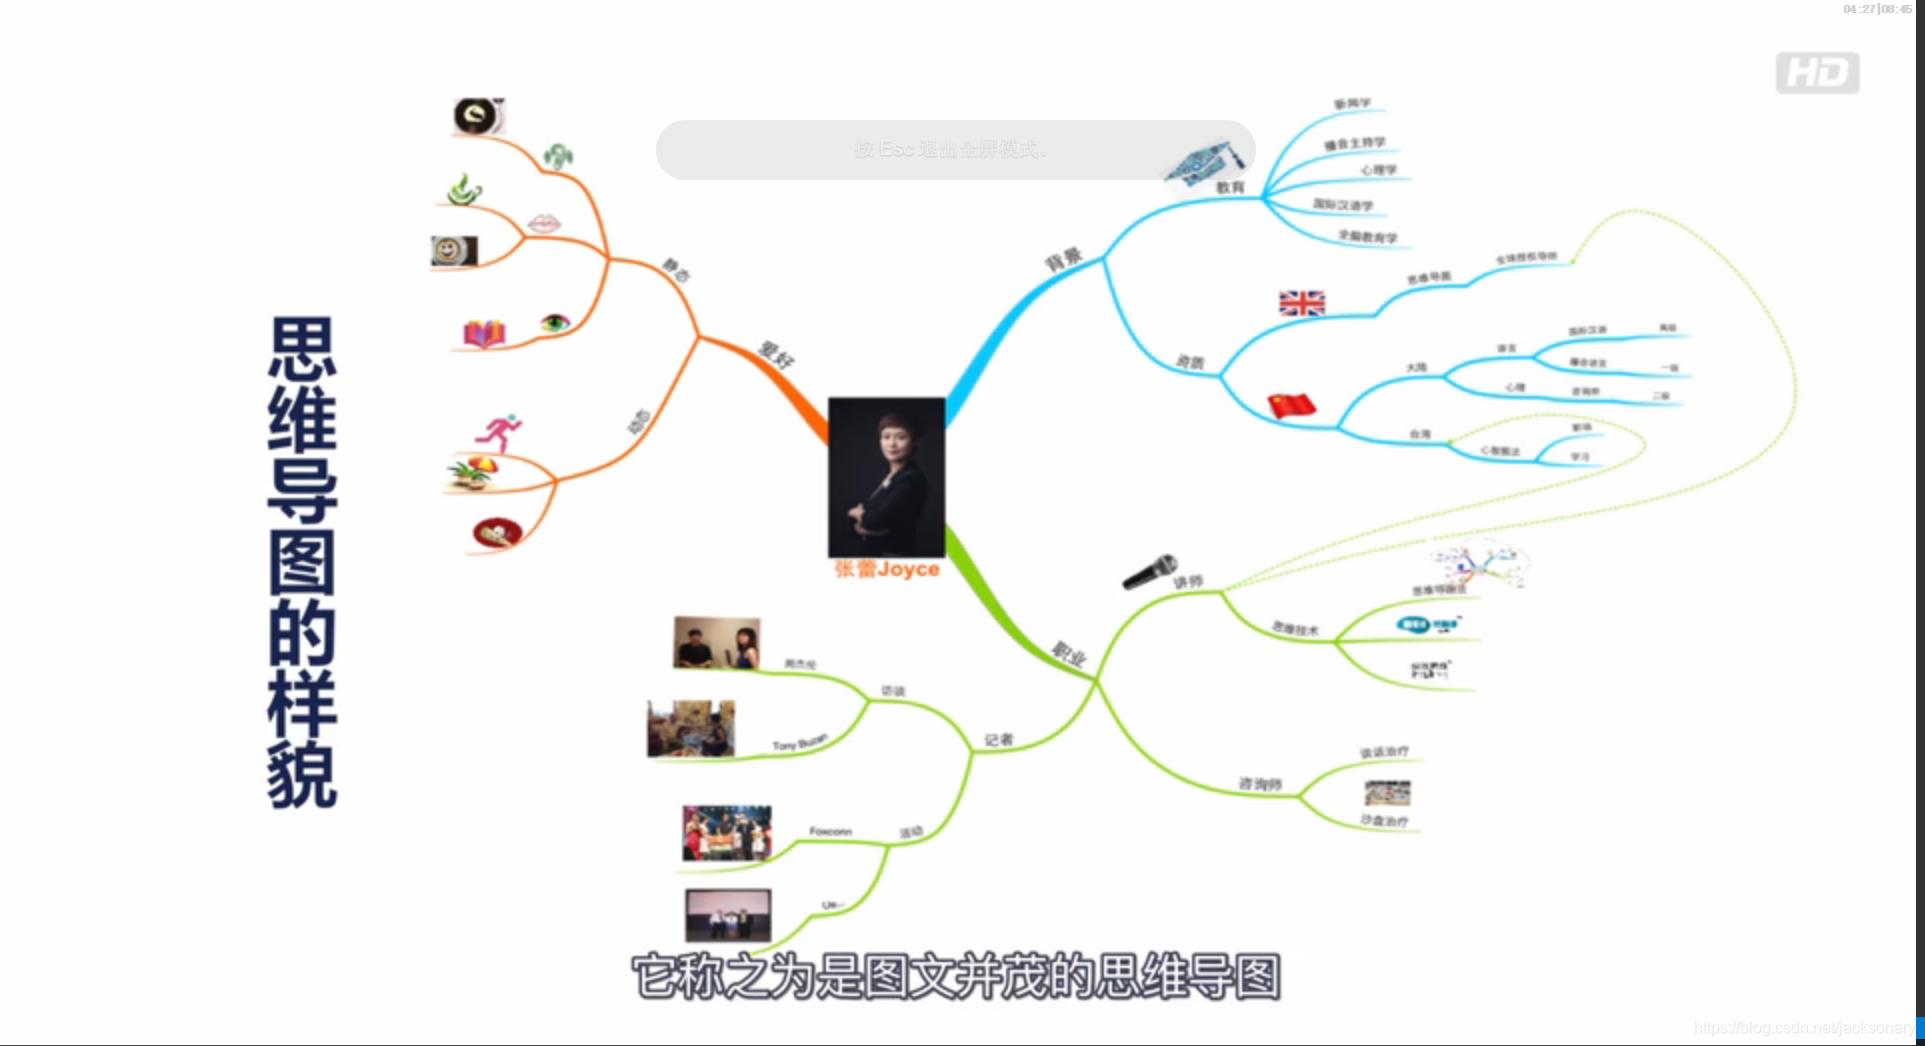 04:27|08:45
HD
按 Esc 退出全屏模式。
思维导图的样貌
张蕾Joyce
背景
教育
新闻学
播音主持学
心理学
国际汉语学
全脑教育学
资质
思维导图
全球授权导师
大陆
语言
国际汉语
高级
播音语言
一级
心理
咨询师
二级
台湾
心智图法
职场
学习
职业
讲师
思维技术
思维导图法
咨询师
谈话治疗
沙盘治疗
记者
访谈
周杰伦
Tony Buzan
活动
Foxconn
爱好
静态
动态
它称之为是图文并茂的思维导图
https://blog.csdn.net/jacksonary